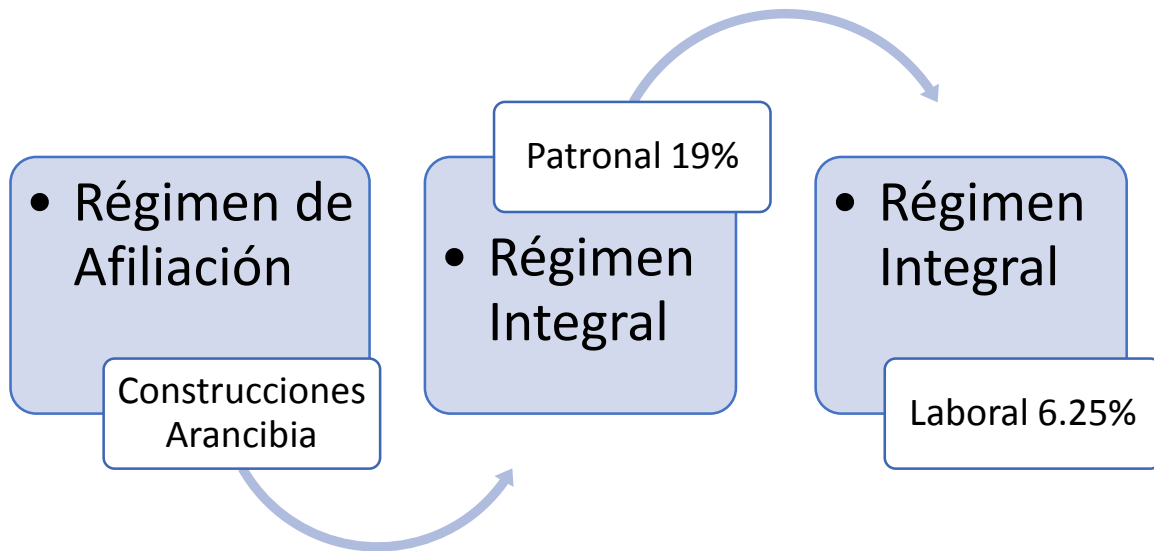 • Régimen de
Afiliación
Construcciones
Arancibia
Patronal 19%
• Régimen
Integral
• Régimen
Integral
Laboral 6.25%